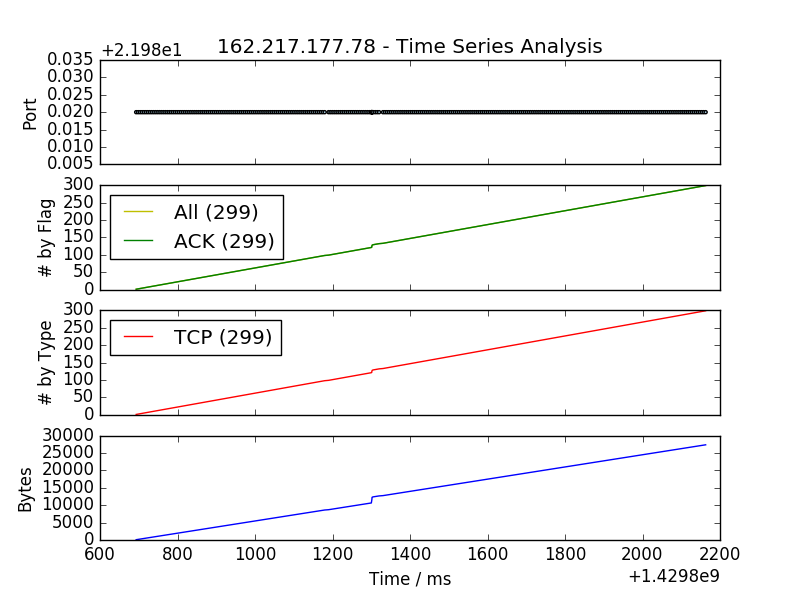 162.217.177.78 - Time Series Analysis
+2.198e1
0.035
0.030
0.025
0.020
0.015
0.010
0.005
Port
300
250
200
150
100
50
0
# by Flag
All (299)
ACK (299)
300
250
200
150
100
50
0
# by Type
TCP (299)
30000
25000
20000
15000
10000
5000
0
Bytes
600 800 1000 1200 1400 1600 1800 2000 2200
Time / ms
+1.4298e9